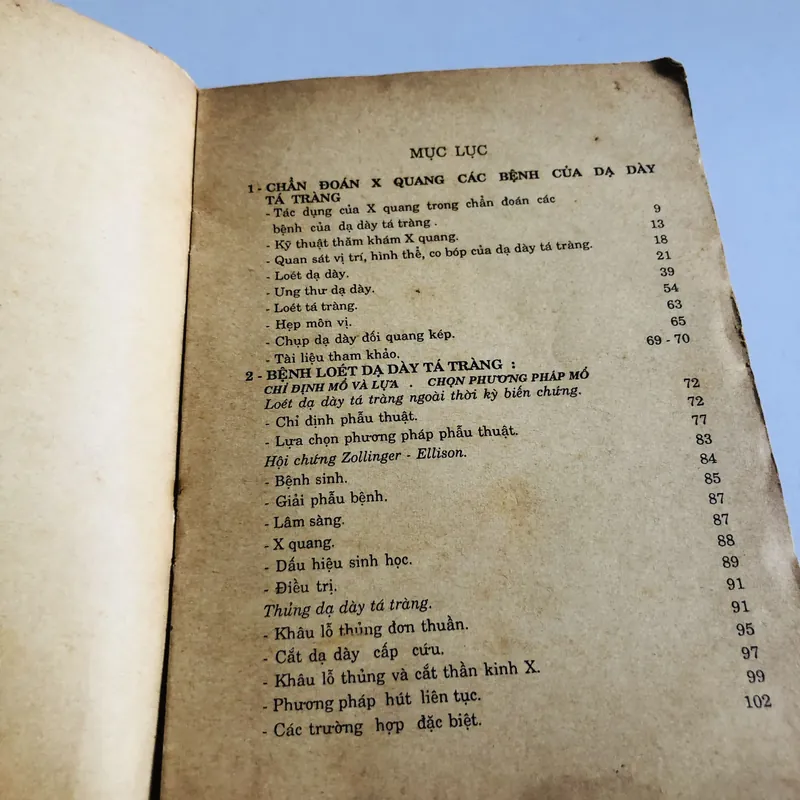 MỤC LỤC
1 - CHẨN ĐOÁN X QUANG CÁC BỆNH CỦA DẠ DÀY
TÁ TRÀNG
- Tác dụng của X quang trong chẩn đoán các
bệnh của dạ dày tá tràng. 9
- Kỹ thuật thăm khám X quang. 13
- Quan sát vị trí, hình thể, co bóp của dạ dày tá tràng. 18
- Loét dạ dày. 21
- Ung thư dạ dày. 39
- Loét tá tràng. 54
- Hẹp môn vị. 63
- Chụp dạ dày đối quang kép. 65
- Tài liệu tham khảo. 69 - 70
2 - BỆNH LOÉT DẠ DÀY TÁ TRÀNG :
CHỈ ĐỊNH MỔ VÀ LỰA . CHỌN PHƯƠNG PHÁP MỔ
Loét dạ dày tá tràng ngoài thời kỳ biến chứng. 72
- Chỉ định phẫu thuật. 72
- Lựa chọn phương pháp phẫu thuật. 77
Hội chứng Zollinger - Ellison. 83
- Bệnh sinh. 84
- Giải phẫu bệnh. 85
- Lâm sàng. 87
- X quang. 87
- Dấu hiệu sinh học. 88
- Điều trị. 89
Thủng dạ dày tá tràng. 91
- Khâu lỗ thủng đơn thuần. 91
- Cắt dạ dày cấp cứu. 95
- Khâu lỗ thủng và cắt thần kinh X. 97
- Phương pháp hút liên tục. 99
- Các trường hợp đặc biệt. 102